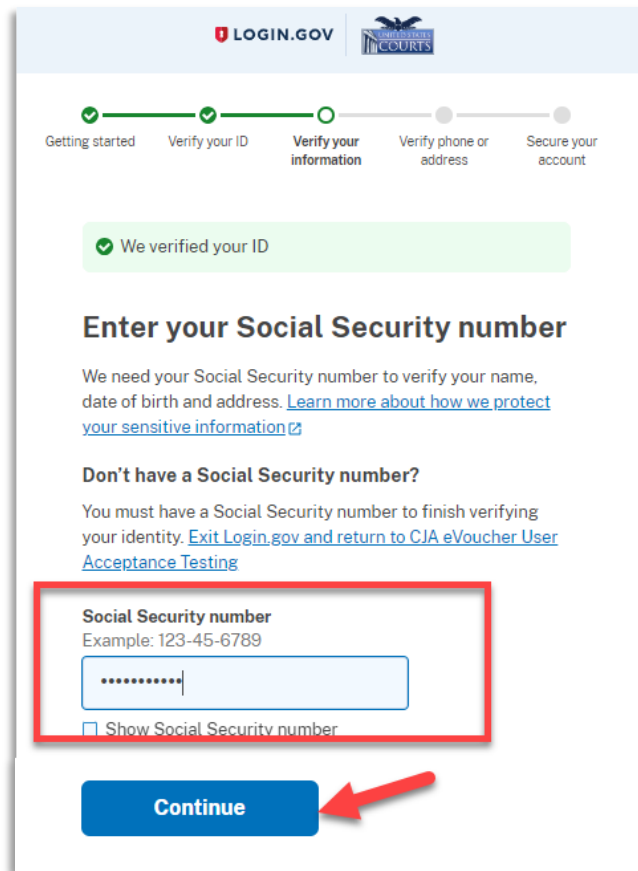 LOGIN.GOV
UNITED STATES
COURTS
Getting started
Verify your ID
Verify your
information
Verify phone or
address
Secure your
account
We verified your ID
Enter your Social Security number
We need your Social Security number to verify your name,
date of birth and address. Learn more about how we protect
your sensitive information
Don’t have a Social Security number?
You must have a Social Security number to finish verifying
your identity. Exit Login.gov and return to CJA eVoucher User
Acceptance Testing
Social Security number
Example: 123-45-6789
•••••••••••
Show Social Security number
Continue